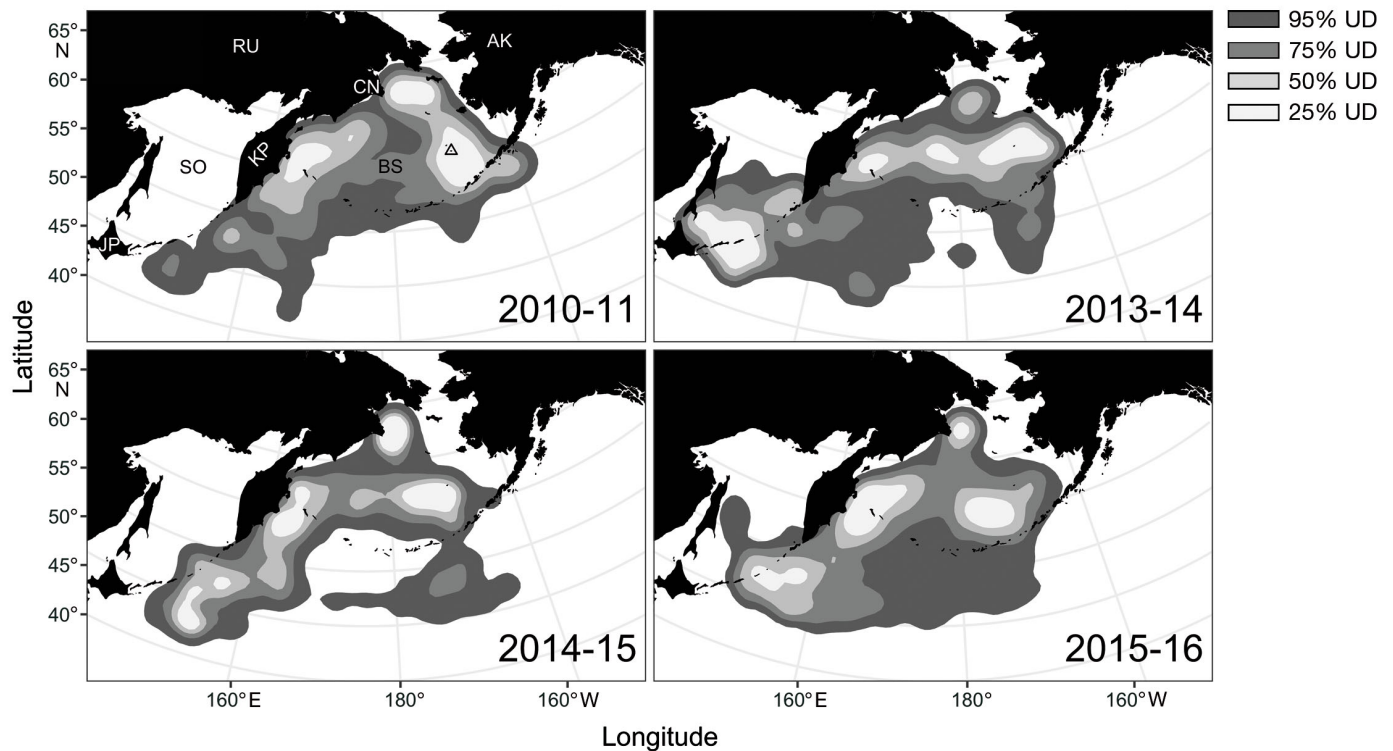 95% UD
75% UD
50% UD
25% UD
65°
N
60°
55°
50°
45°
40°
RU
AK
CN
KP
SO
BS
JP
2010-11
2013-14
65°
N
60°
55°
50°
45°
40°
2014-15
2015-16
160°E
180°
160°W
160°E
180°
160°W
Latitude
Longitude